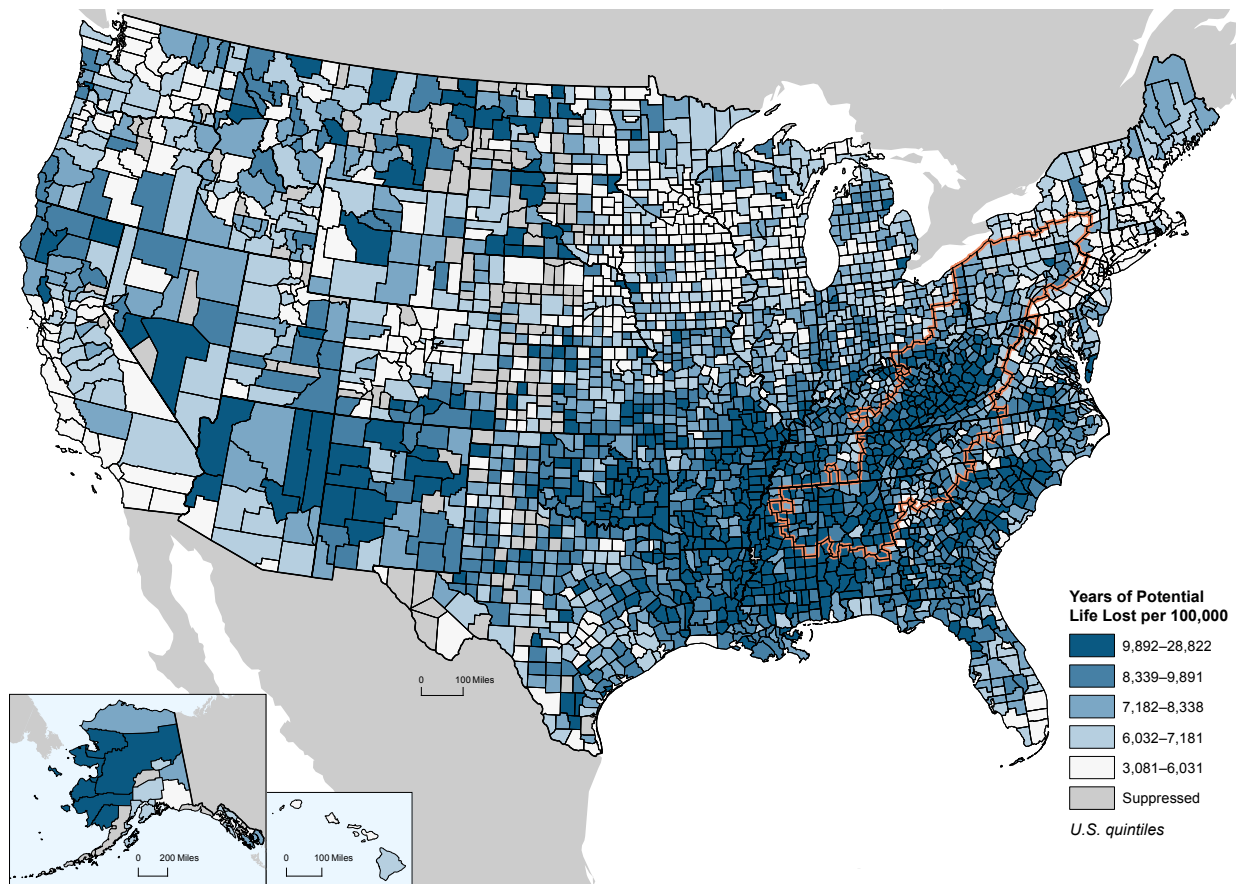 Years of Potential
Life Lost per 100,000
9,892–28,822
8,339–9,891
7,182–8,338
6,032–7,181
3,081–6,031
Suppressed
U.S. quintiles
0 100 Miles
0 200 Miles
0 100 Miles